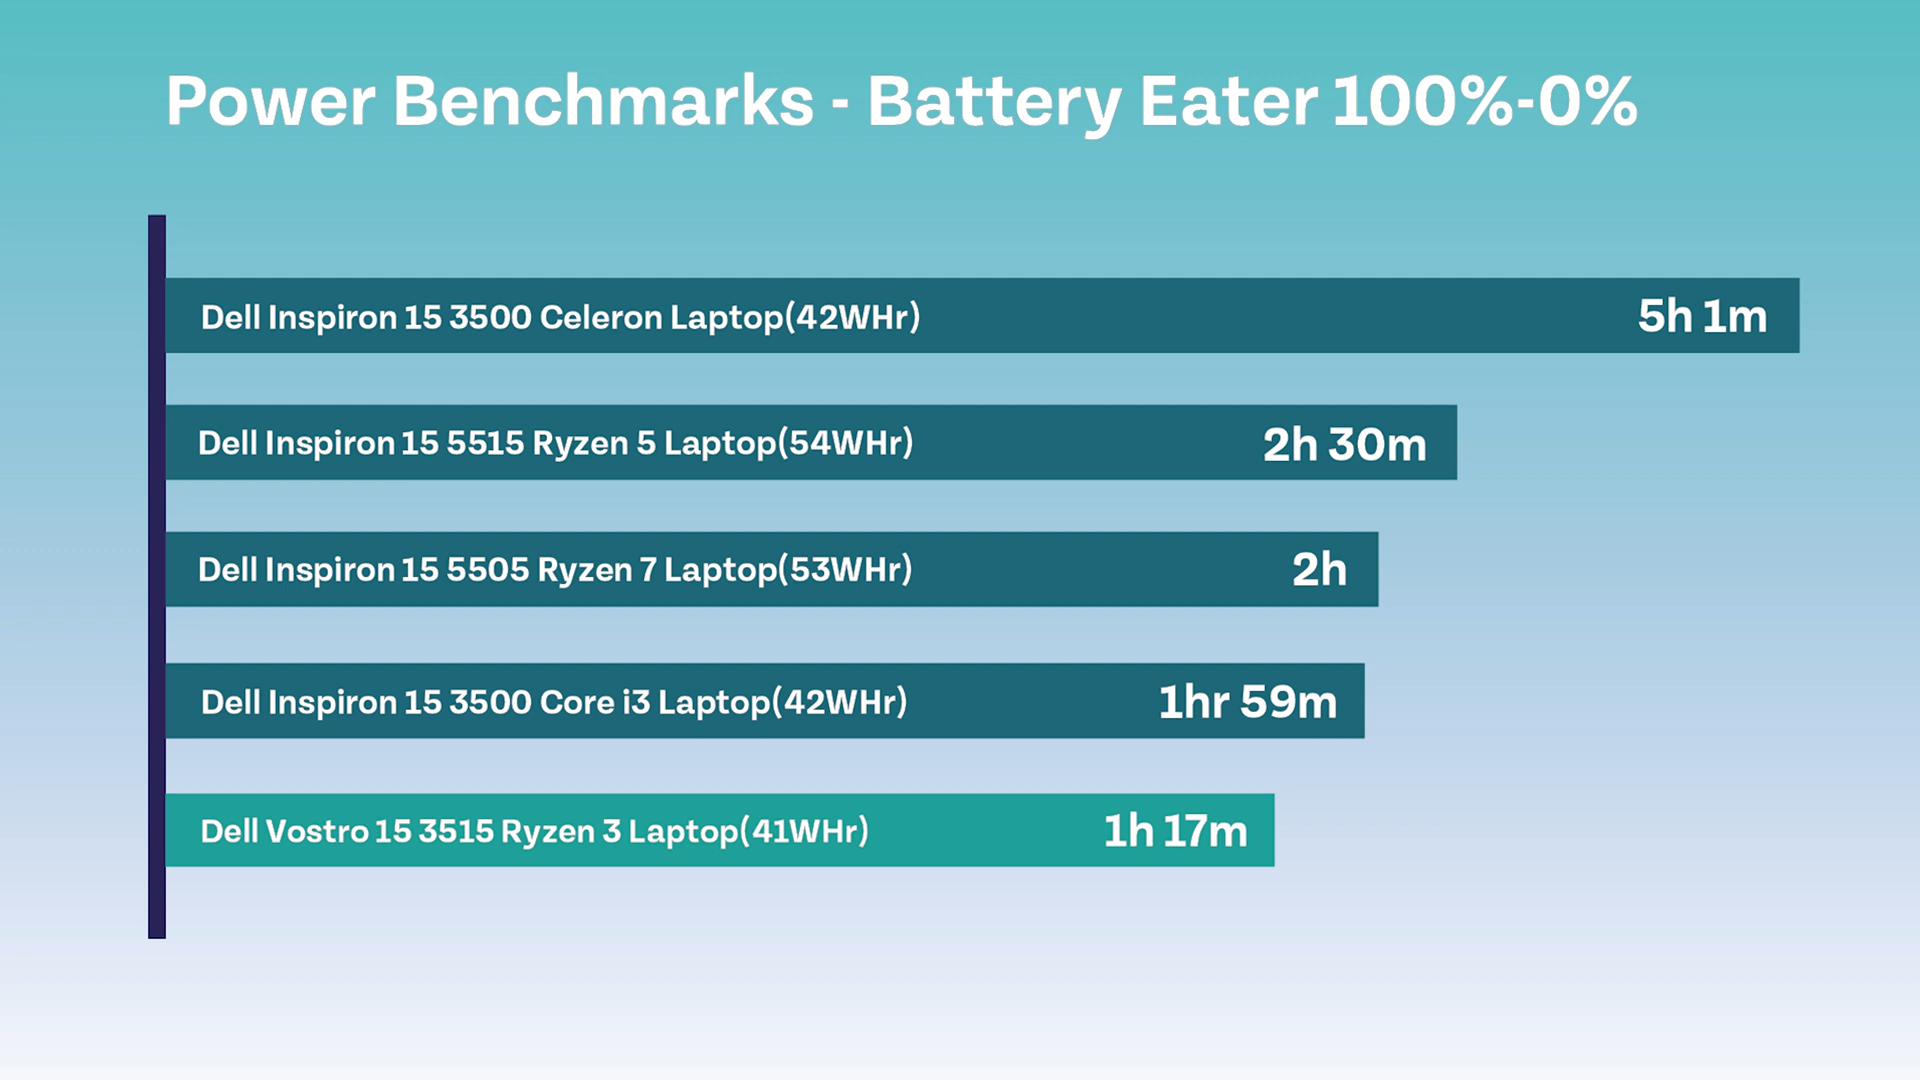 Power Benchmarks - Battery Eater 100%-0%
Dell Inspiron 15 3500 Celeron Laptop(42WHr) 5h 1m
Dell Inspiron 15 5515 Ryzen 5 Laptop(54WHr) 2h 30m
Dell Inspiron 15 5505 Ryzen 7 Laptop(53WHr) 2h
Dell Inspiron 15 3500 Core i3 Laptop(42WHr) 1hr 59m
Dell Vostro 15 3515 Ryzen 3 Laptop(41WHr) 1h 17m